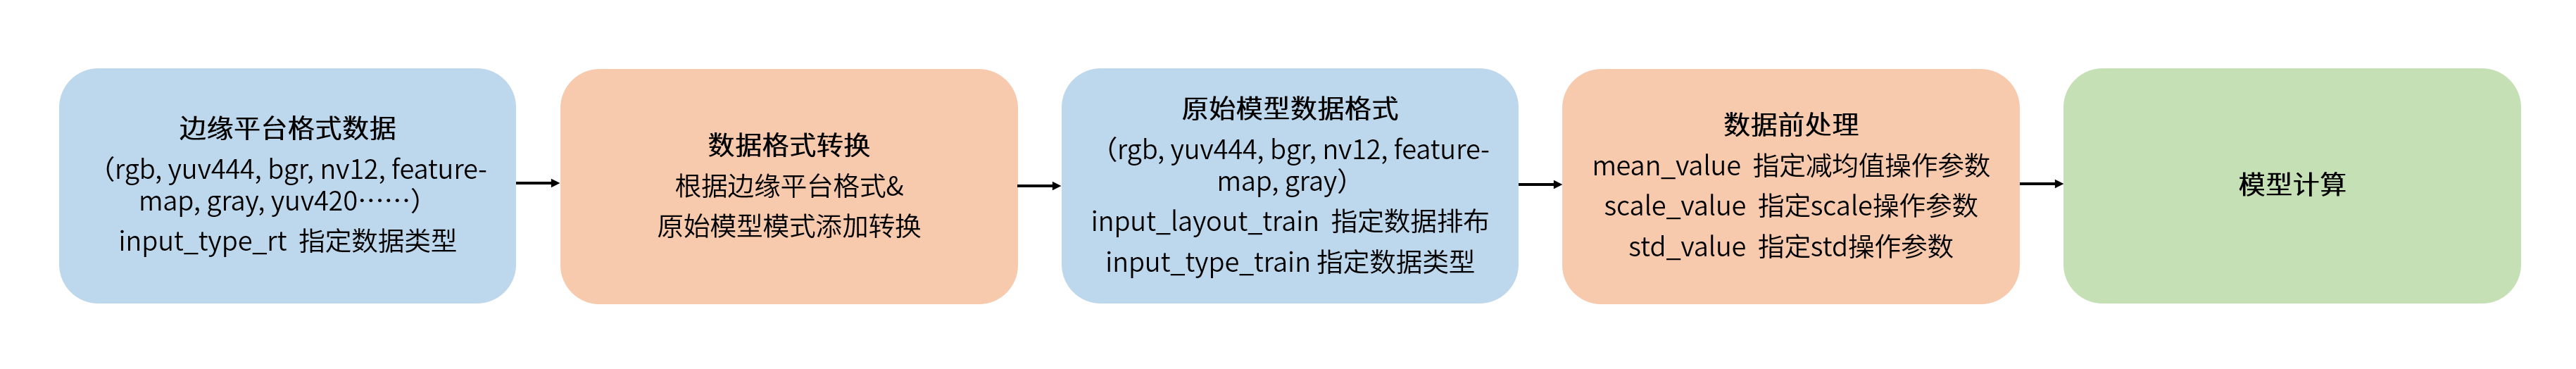 边缘平台格式数据
（rgb, yuv444, bgr, nv12, feature-
map, gray, yuv420……）
input_type_rt 指定数据类型
数据格式转换
根据边缘平台格式&
原始模型模式添加转换
原始模型数据格式
（rgb, yuv444, bgr, nv12, feature-
map, gray）
input_layout_train 指定数据排布
input_type_train 指定数据类型
数据前处理
mean_value 指定减均值操作参数
scale_value 指定scale操作参数
std_value 指定std操作参数
模型计算